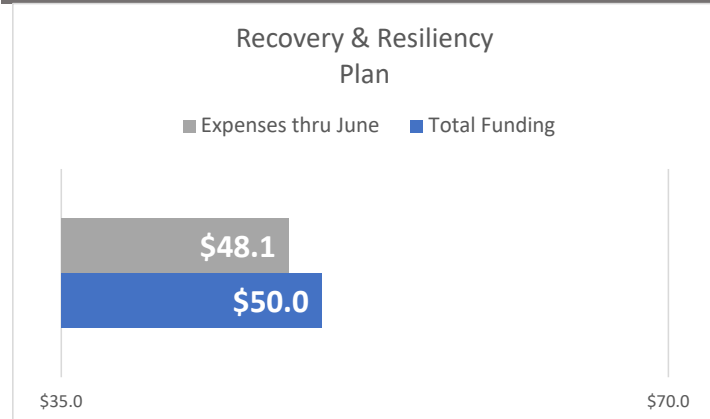 Recovery & Resiliency
Plan
Expenses thru June Total Funding
$48.1
$50.0
$35.0 $70.0